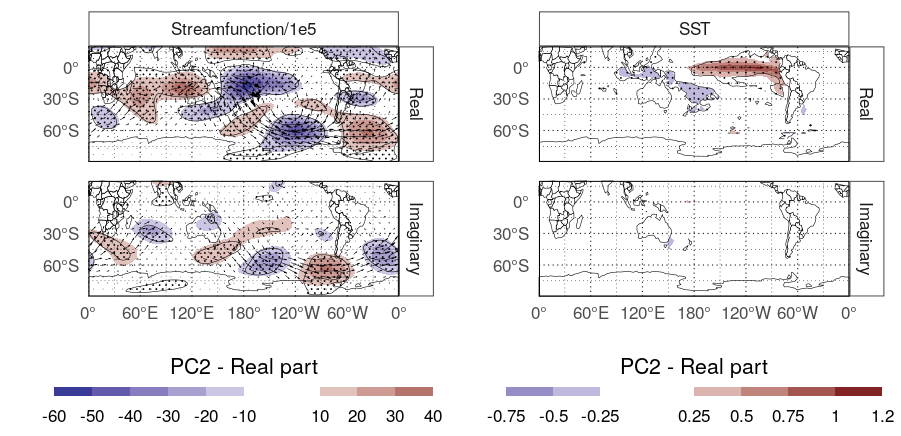 Streamfunction/1e5
SST
0°
30°S
60°S
Real
0°
30°S
60°S
Real
0°
30°S
60°S
Imaginary
0°
30°S
60°S
Imaginary
0° 60°E 120°E 180° 120°W 60°W 0°
0° 60°E 120°E 180° 120°W 60°W 0°
PC2 - Real part
PC2 - Real part
-60 -50 -40 -30 -20 -10 10 20 30 40
-0.75 -0.5 -0.25 0.25 0.5 0.75 1 1.2